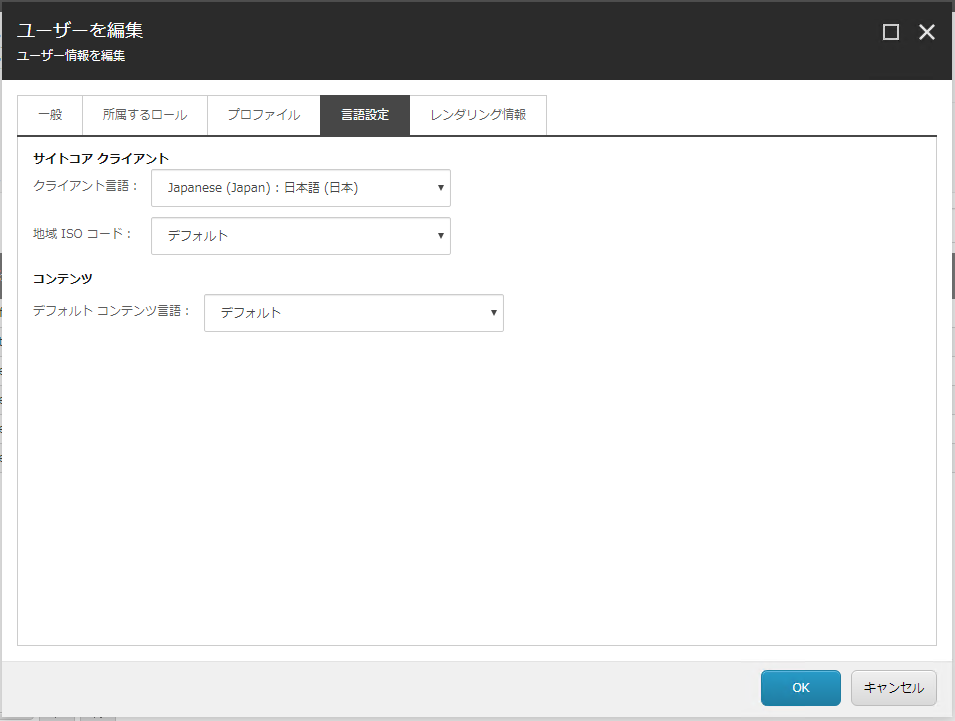 ユーザーを編集
ユーザー情報を編集
一般
所属するロール
プロファイル
言語設定
レンダリング情報
サイトコア クライアント
クライアント言語：
Japanese (Japan) : 日本語 (日本)
地域 ISO コード：
デフォルト
コンテンツ
デフォルト コンテンツ言語：
デフォルト
OK
キャンセル